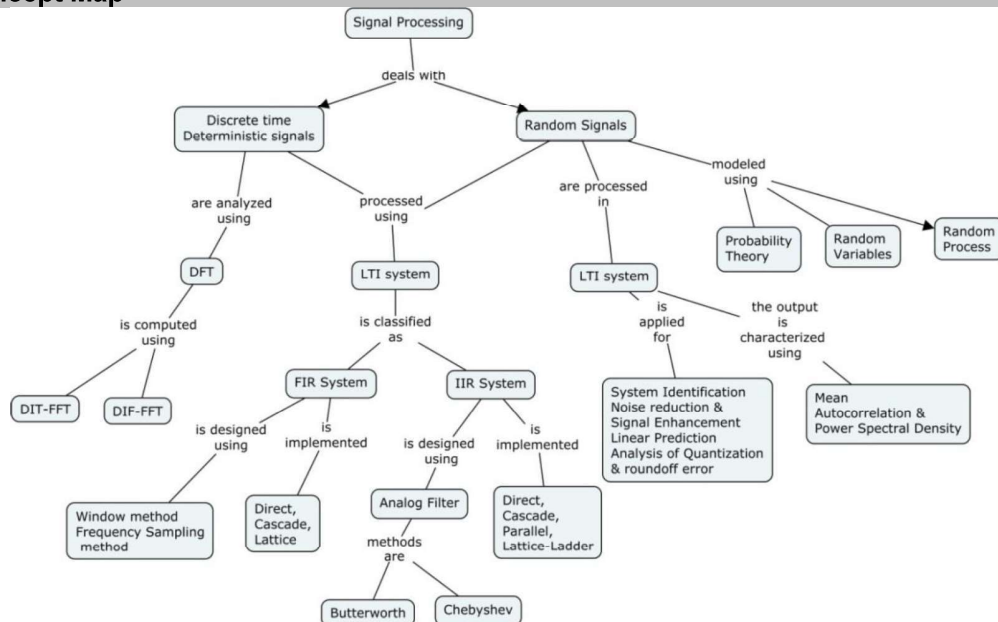 Signal Processing
deals with
Discrete time
Deterministic signals
Random Signals
are analyzed
using
processed
using
are processed
in
modeled
using
Probability
Theory
Random
Variables
Random
Process
DFT
LTI system
LTI system
is computed
using
is classified
as
is
applied
for
the output
is
characterized
using
DIT-FFT
DIF-FFT
FIR System
IIR System
System Identification
Noise reduction &
Signal Enhancement
Linear Prediction
Analysis of Quantization
& roundoff error
Mean
Autocorrelation &
Power Spectral Density
is designed
using
is
implemented
is designed
using
is
implemented
Window method
Frequency Sampling
method
Direct,
Cascade,
Lattice
Analog Filter
Direct,
Cascade,
Parallel,
Lattice-Ladder
methods
are
Butterworth
Chebyshev